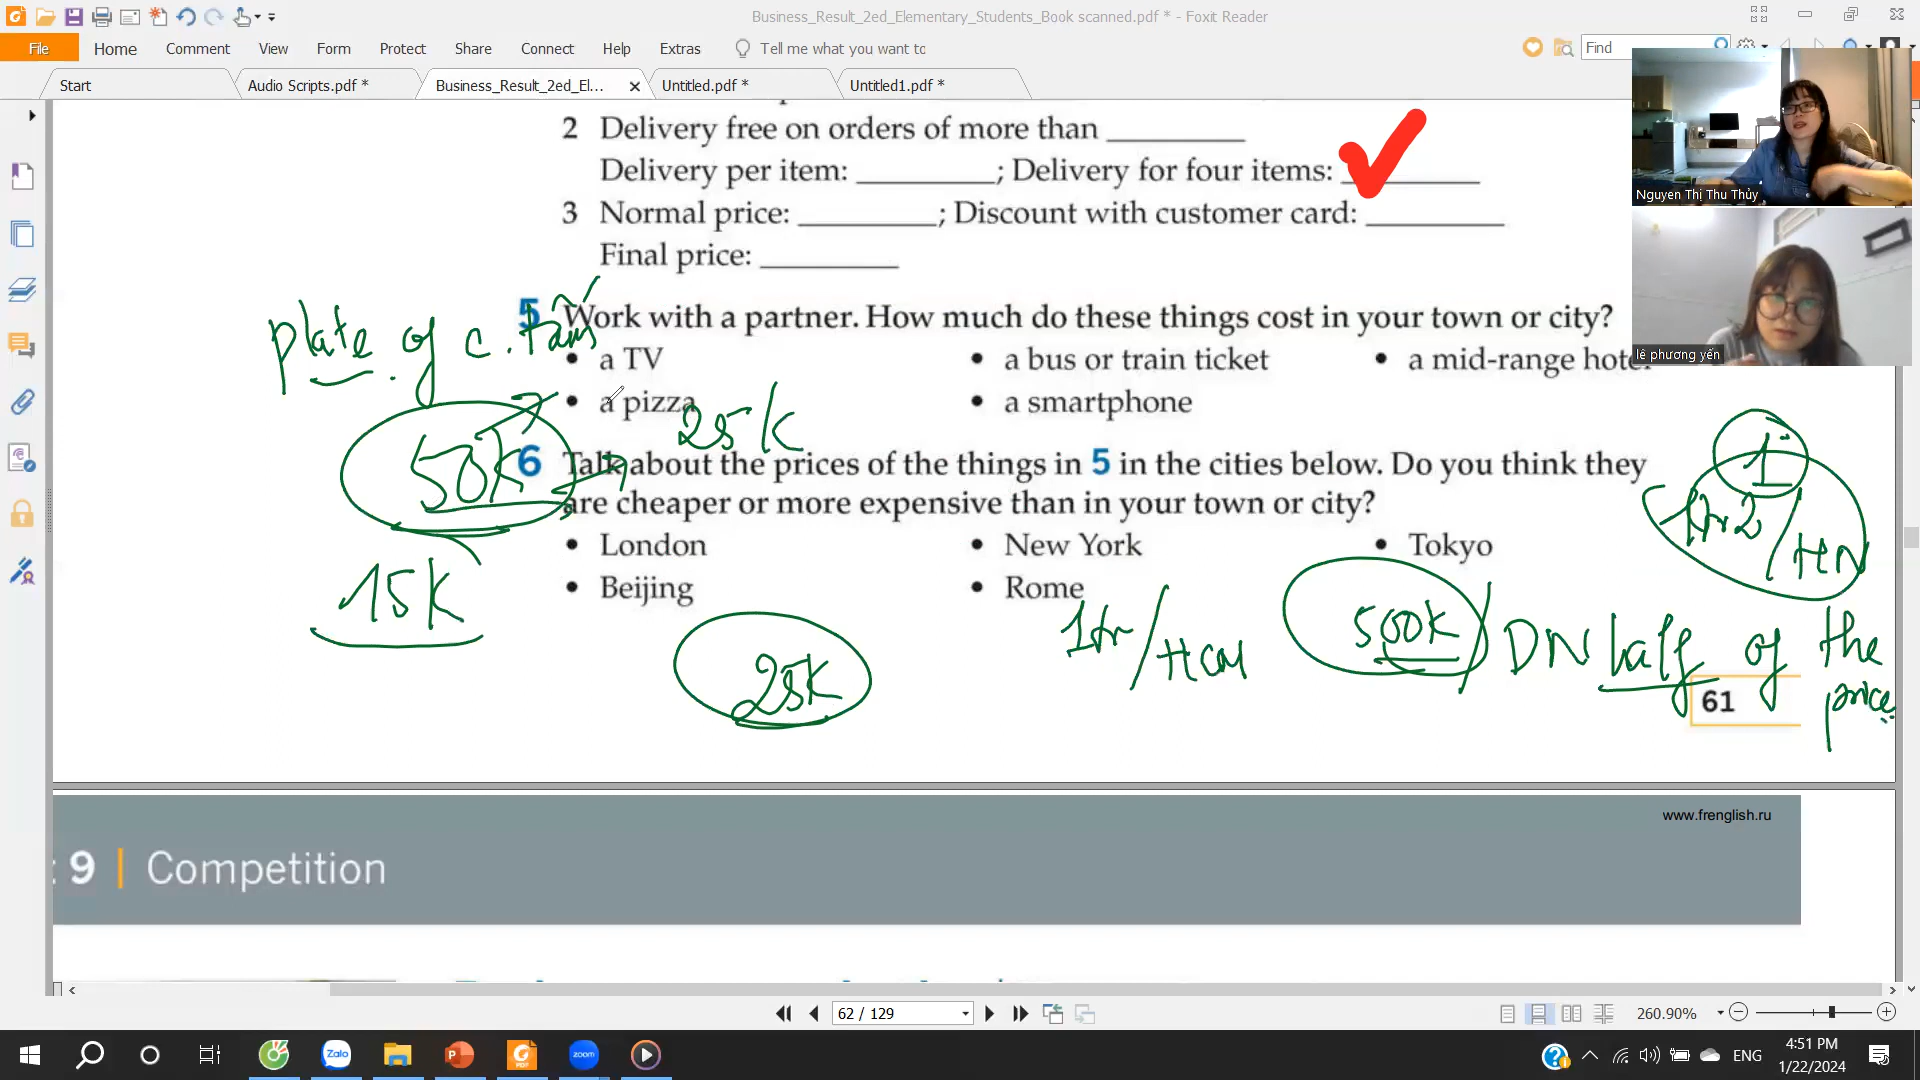 Business_Result_2ed_Elementary_Students_Book scanned.pdf * - Foxit Reader
File Home Comment View Form Protect Share Connect Help Extras Tell me what you want to Find
Start Audio Scripts.pdf * Business_Result_2ed_El... Untitled.pdf * Untitled1.pdf *
2 Delivery free on orders of more than
Delivery per item: ; Delivery for four items:
3 Normal price: ; Discount with customer card:
Final price:
Nguyen Thị Thu Thủy
lê phương yến
plate of c.
5 Work with a partner. How much do these things cost in your town or city?
• a TV • a bus or train ticket • a mid-range hotel
• a pizza • a smartphone
50k 25k
6 Talk about the prices of the things in 5 in the cities below. Do you think they
are cheaper or more expensive than in your town or city?
• London • New York • Tokyo
• Beijing • Rome
1
1tr2/HN
15k
25k
1tr/HCM
500k/DN half of the price
61
www.frenglish.ru
9 | Competition
62 / 129
260.90%
Zalo
zoom
ENG
4:51 PM
1/22/2024